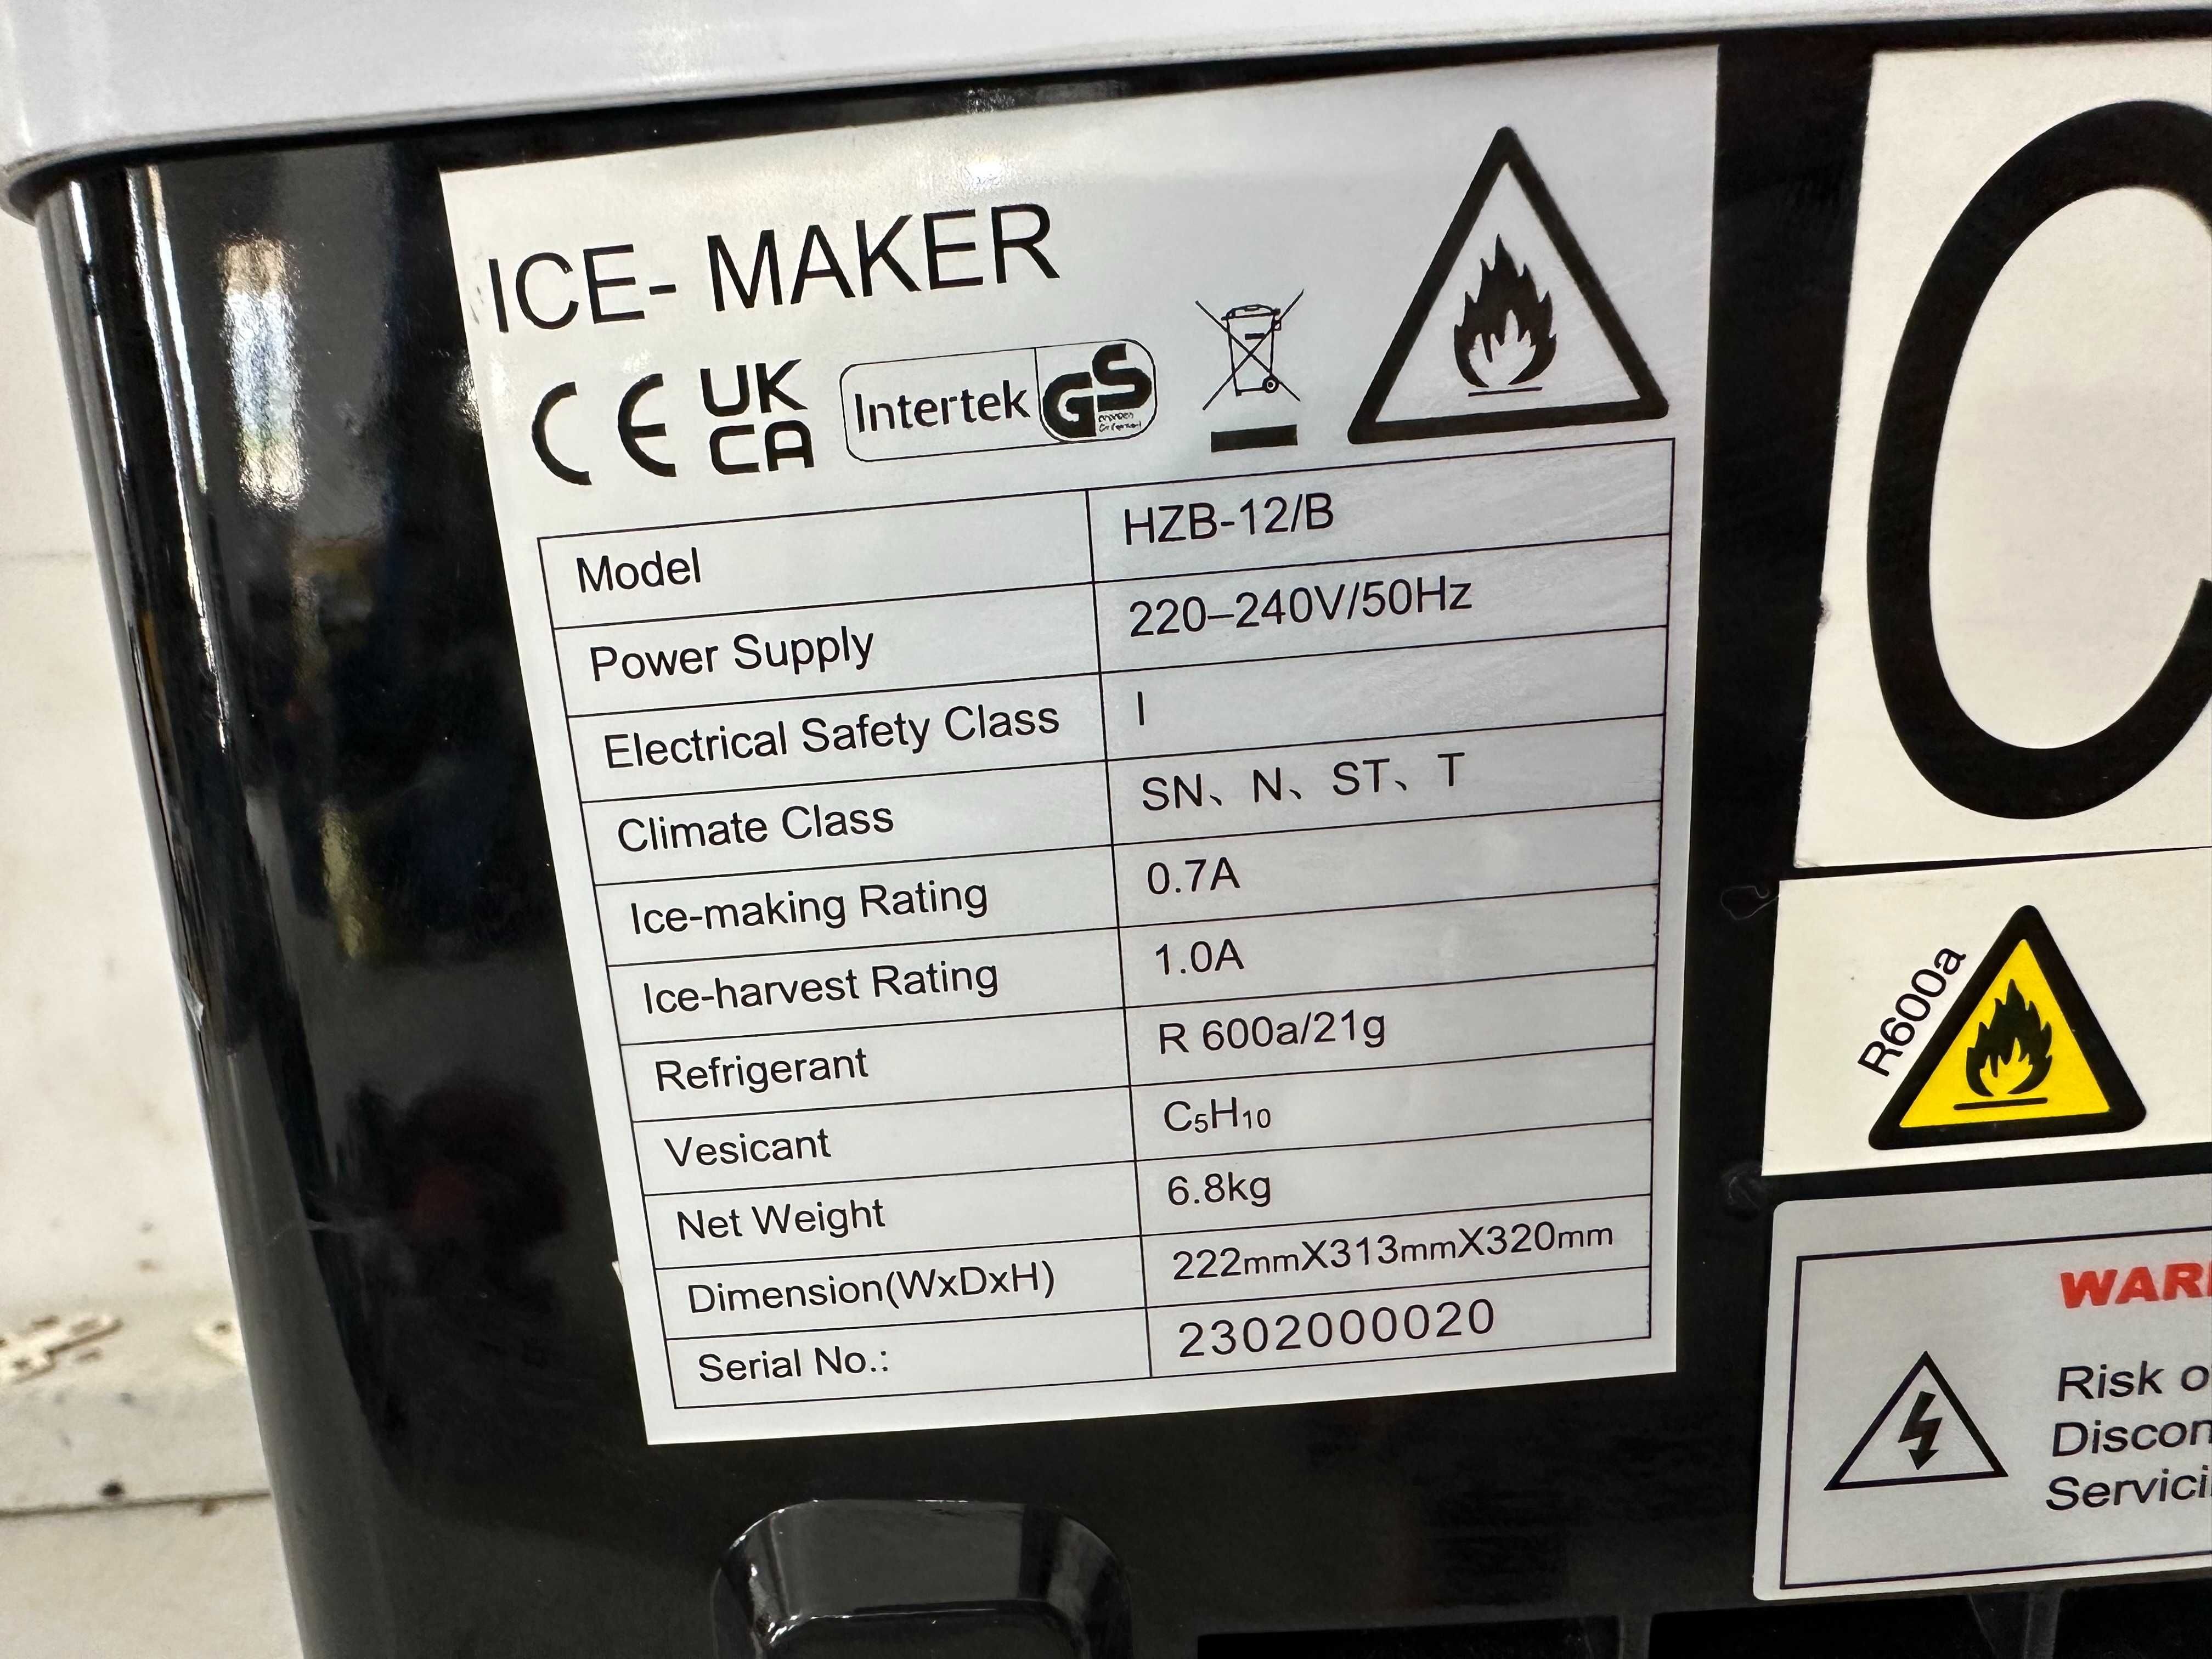 ICE- MAKER
CE UK CA Intertek GS
Model HZB-12/B
Power Supply 220–240V/50Hz
Electrical Safety Class I
Climate Class SN、N、ST、T
Ice-making Rating 0.7A
Ice-harvest Rating 1.0A
Refrigerant R 600a/21g
Vesicant C₅H₁₀
Net Weight 6.8kg
Dimension(WxDxH) 222mmX313mmX320mm
Serial No.: 2302000020
C
R600a
WAR
Risk o
Discon
Servici